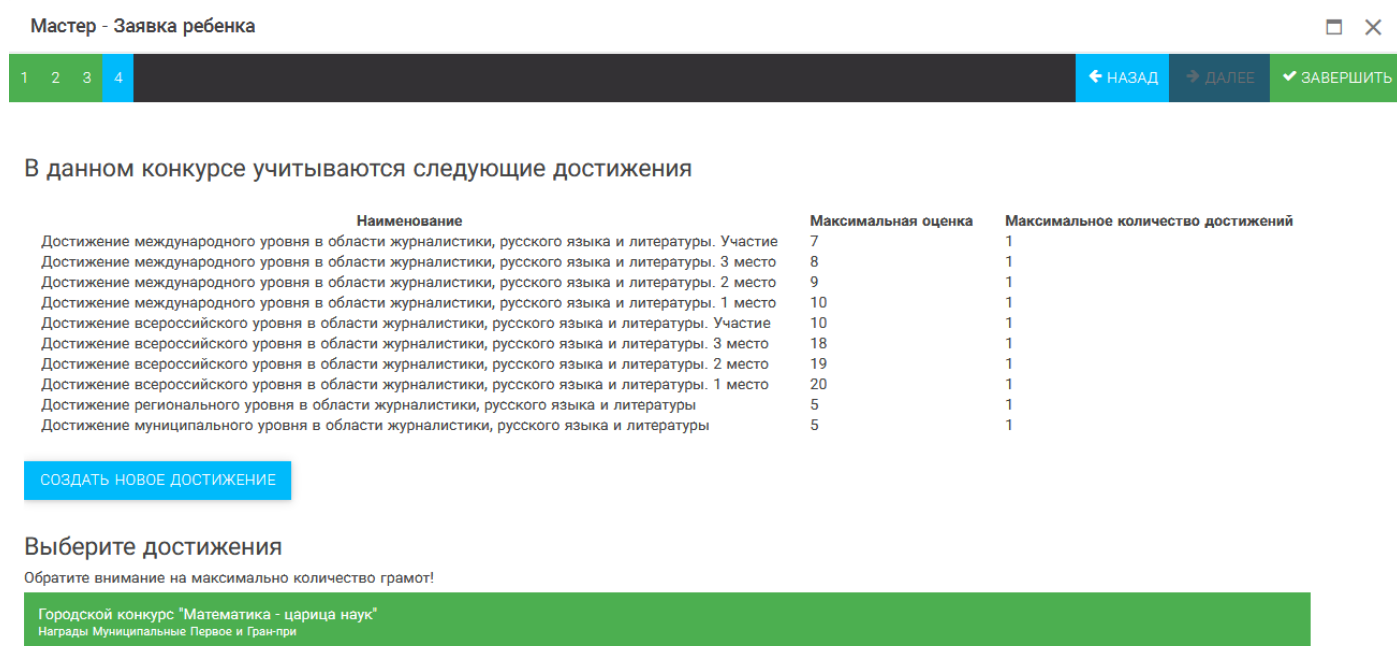 Мастер - Заявка ребенка
1 2 3 4 НАЗАД ДАЛЕЕ ЗАВЕРШИТЬ
В данном конкурсе учитываются следующие достижения
Наименование Максимальная оценка Максимальное количество достижений
Достижение международного уровня в области журналистики, русского языка и литературы. Участие 7 1
Достижение международного уровня в области журналистики, русского языка и литературы. 3 место 8 1
Достижение международного уровня в области журналистики, русского языка и литературы. 2 место 9 1
Достижение международного уровня в области журналистики, русского языка и литературы. 1 место 10 1
Достижение всероссийского уровня в области журналистики, русского языка и литературы. Участие 10 1
Достижение всероссийского уровня в области журналистики, русского языка и литературы. 3 место 18 1
Достижение всероссийского уровня в области журналистики, русского языка и литературы. 2 место 19 1
Достижение всероссийского уровня в области журналистики, русского языка и литературы. 1 место 20 1
Достижение регионального уровня в области журналистики, русского языка и литературы 5 1
Достижение муниципального уровня в области журналистики, русского языка и литературы 5 1
СОЗДАТЬ НОВОЕ ДОСТИЖЕНИЕ
Выберите достижения
Обратите внимание на максимально количество грамот!
Городской конкурс "Математика - царица наук"
Награды Муниципальные Первое и Гран-при